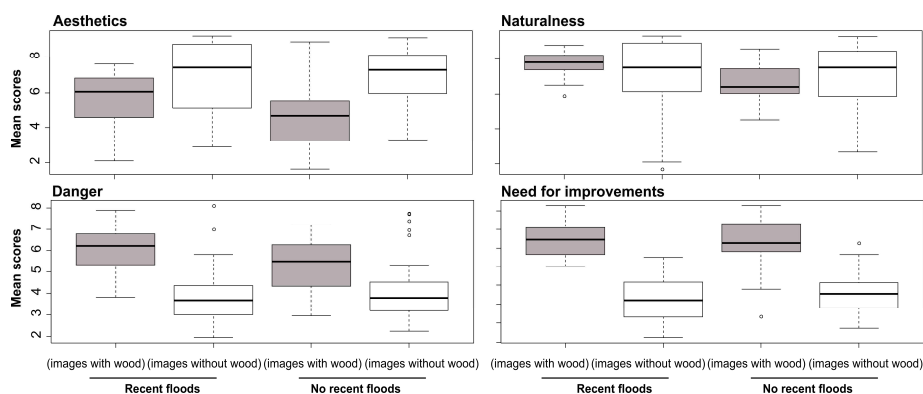 Aesthetics
Naturalness
Mean scores
8
6
4
2
Danger
Need for improvements
Mean scores
8
7
6
5
4
3
2
(images with wood) (images without wood) (images with wood) (images without wood)
(images with wood) (images without wood) (images with wood) (images without wood)
Recent floods
No recent floods
Recent floods
No recent floods